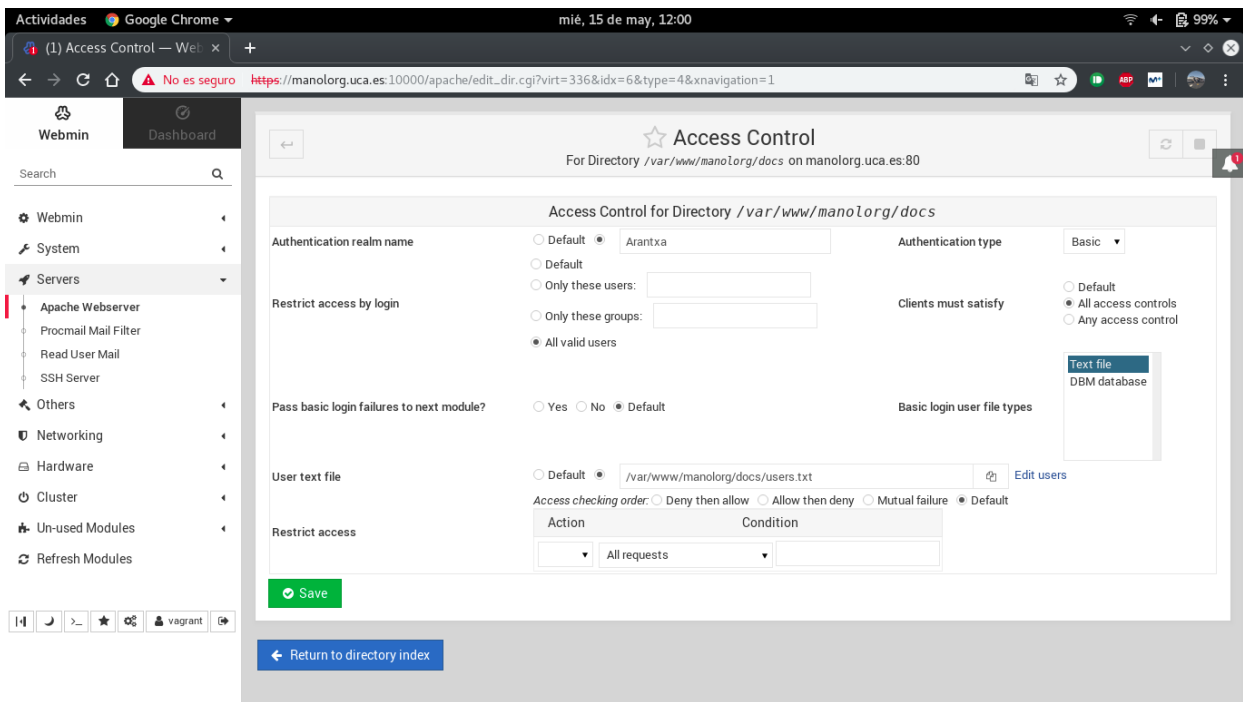 Actividades Google Chrome mié, 15 de may, 12:00 99%
(1) Access Control — Web
No es seguro https://manolorg.uca.es:10000/apache/edit_dir.cgi?virt=336&idx=6&type=4&xnavigation=1
Webmin
Dashboard
Search
Webmin
System
Servers
Apache Webserver
Procmail Mail Filter
Read User Mail
SSH Server
Others
Networking
Hardware
Cluster
Un-used Modules
Refresh Modules
vagrant
Access Control
For Directory /var/www/manolorg/docs on manolorg.uca.es:80
1
Access Control for Directory /var/www/manolorg/docs
Authentication realm name Default Arantxa Authentication type Basic
Restrict access by login
Default
Only these users:
Only these groups:
All valid users
Clients must satisfy
Default
All access controls
Any access control
Pass basic login failures to next module? Yes No Default
Basic login user file types
Text file
DBM database
User text file Default /var/www/manolorg/docs/users.txt Edit users
Restrict access
Access checking order: Deny then allow Allow then deny Mutual failure Default
Action Condition
All requests
Save
Return to directory index